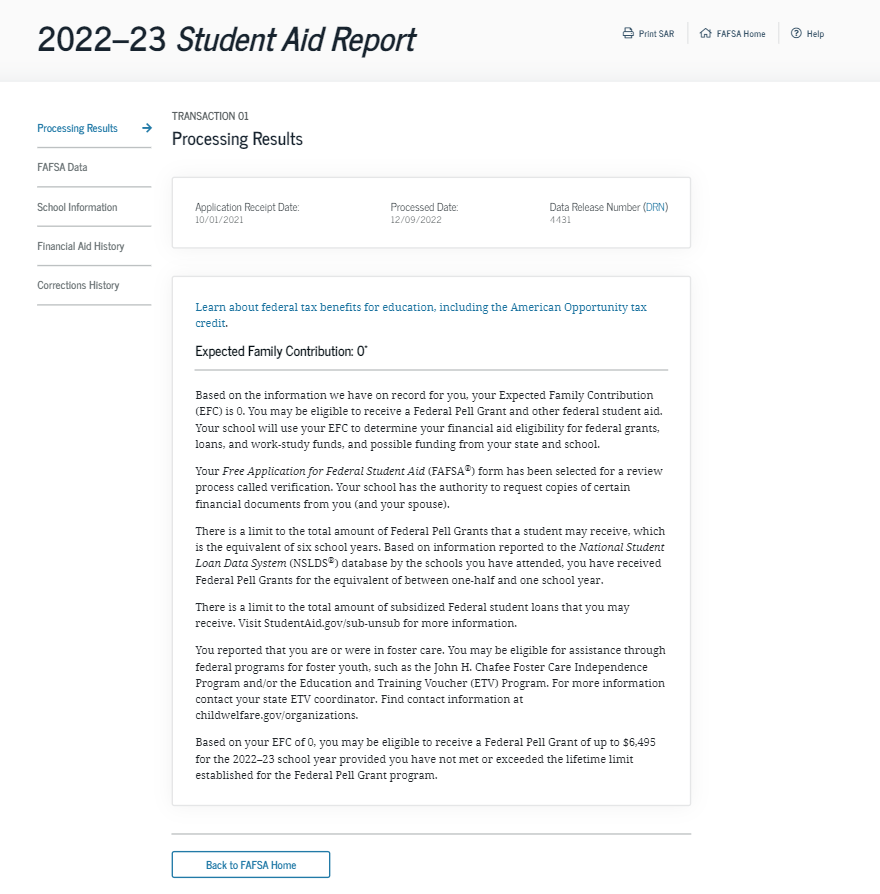 2022–23 Student Aid Report
Print SAR
FAFSA Home
Help
Processing Results
FAFSA Data
School Information
Financial Aid History
Corrections History
TRANSACTION 01
Processing Results
Application Receipt Date:
10/01/2021
Processed Date:
12/09/2022
Data Release Number (DRN)
4431
Learn about federal tax benefits for education, including the American Opportunity tax
credit.
Expected Family Contribution: 0*
Based on the information we have on record for you, your Expected Family Contribution
(EFC) is 0. You may be eligible to receive a Federal Pell Grant and other federal student aid.
Your school will use your EFC to determine your financial aid eligibility for federal grants,
loans, and work-study funds, and possible funding from your state and school.
Your Free Application for Federal Student Aid (FAFSA®) form has been selected for a review
process called verification. Your school has the authority to request copies of certain
financial documents from you (and your spouse).
There is a limit to the total amount of Federal Pell Grants that a student may receive, which
is the equivalent of six school years. Based on information reported to the National Student
Loan Data System (NSLDS®) database by the schools you have attended, you have received
Federal Pell Grants for the equivalent of between one-half and one school year.
There is a limit to the total amount of subsidized Federal student loans that you may
receive. Visit StudentAid.gov/sub-unsub for more information.
You reported that you are or were in foster care. You may be eligible for assistance through
federal programs for foster youth, such as the John H. Chafee Foster Care Independence
Program and/or the Education and Training Voucher (ETV) Program. For more information
contact your state ETV coordinator. Find contact information at
childwelfare.gov/organizations.
Based on your EFC of 0, you may be eligible to receive a Federal Pell Grant of up to $6,495
for the 2022–23 school year provided you have not met or exceeded the lifetime limit
established for the Federal Pell Grant program.
Back to FAFSA Home